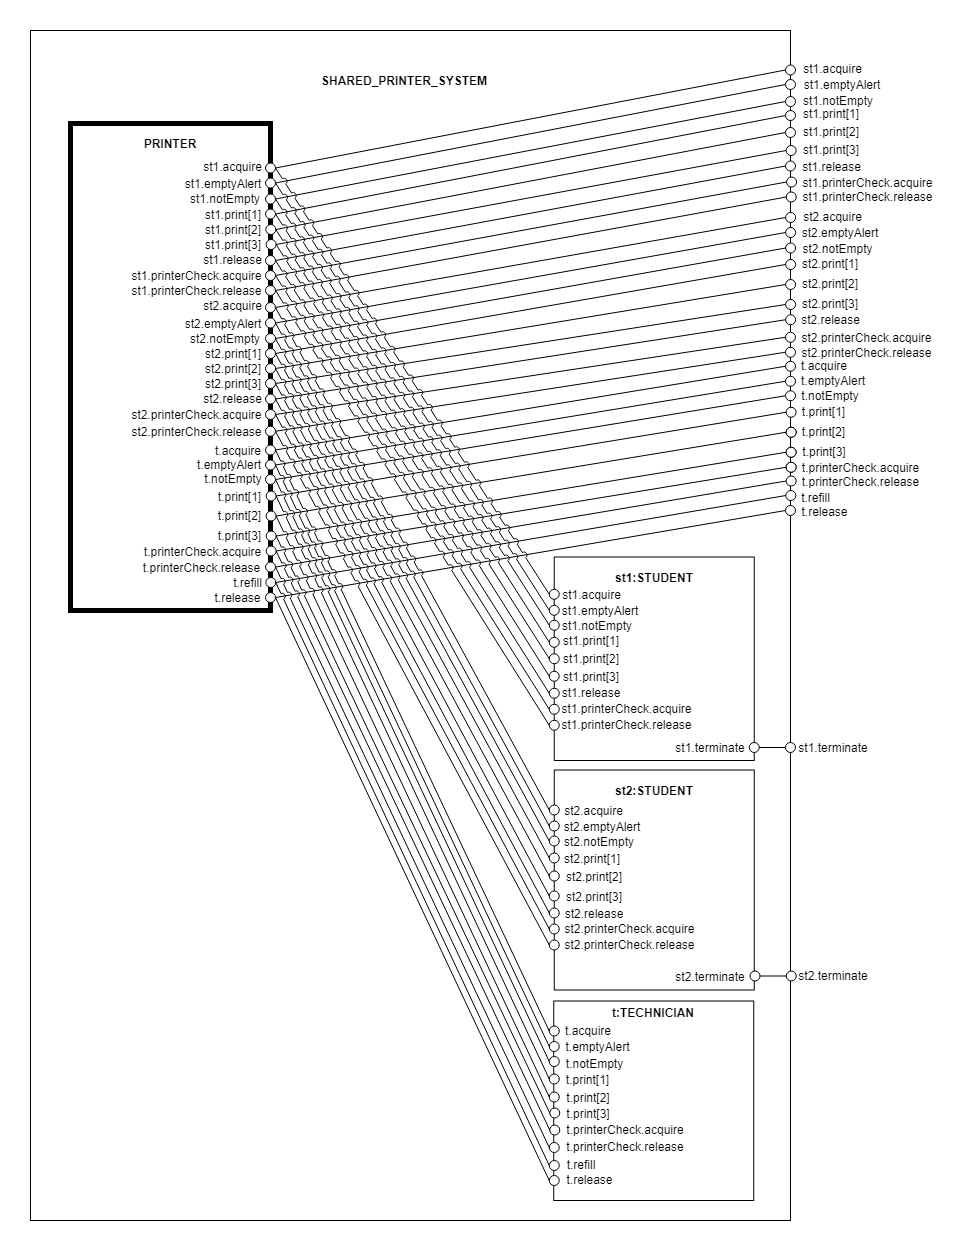 SHARED_PRINTER_SYSTEM
PRINTER
st1.acquire
st1.emptyAlert
st1.notEmpty
st1.print[1]
st1.print[2]
st1.print[3]
st1.release
st1.printerCheck.acquire
st1.printerCheck.release
st2.acquire
st2.emptyAlert
st2.notEmpty
st2.print[1]
st2.print[2]
st2.print[3]
st2.release
st2.printerCheck.acquire
st2.printerCheck.release
t.acquire
t.emptyAlert
t.notEmpty
t.print[1]
t.print[2]
t.print[3]
t.printerCheck.acquire
t.printerCheck.release
t.refill
t.release
st1.acquire
st1.emptyAlert
st1.notEmpty
st1.print[1]
st1.print[2]
st1.print[3]
st1.release
st1.printerCheck.acquire
st1.printerCheck.release
st2.acquire
st2.emptyAlert
st2.notEmpty
st2.print[1]
st2.print[2]
st2.print[3]
st2.release
st2.printerCheck.acquire
st2.printerCheck.release
t.acquire
t.emptyAlert
t.notEmpty
t.print[1]
t.print[2]
t.print[3]
t.printerCheck.acquire
t.printerCheck.release
t.refill
t.release
st1:STUDENT
st1.acquire
st1.emptyAlert
st1.notEmpty
st1.print[1]
st1.print[2]
st1.print[3]
st1.release
st1.printerCheck.acquire
st1.printerCheck.release
st1.terminate
st1.terminate
st2:STUDENT
st2.acquire
st2.emptyAlert
st2.notEmpty
st2.print[1]
st2.print[2]
st2.print[3]
st2.release
st2.printerCheck.acquire
st2.printerCheck.release
st2.terminate
st2.terminate
t:TECHNICIAN
t.acquire
t.emptyAlert
t.notEmpty
t.print[1]
t.print[2]
t.print[3]
t.printerCheck.acquire
t.printerCheck.release
t.refill
t.release